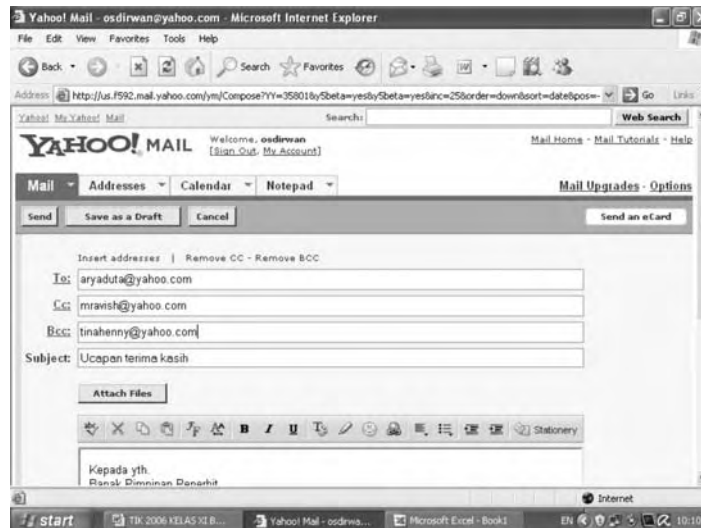 Yahoo! Mail - osdirwan@yahoo.com - Microsoft Internet Explorer
File Edit View Favorites Tools Help
Back Search Favorites
Address http://us.f592.mail.yahoo.com/ym/Compose?YY=35801&y5beta=yes&y5beta=yes&inc=25&order=down&sort=date&pos=- Go Links
Yahoo! My Yahoo! Mail Search: Web Search
YAHOO! MAIL Welcome, osdirwan
[Sign Out, My Account] Mail Home - Mail Tutorials - Help
Mail Addresses Calendar Notepad Mail Upgrades - Options
Send Save as a Draft Cancel Send an eCard
Insert addresses | Remove CC - Remove BCC
To: aryaduta@yahoo.com
Cc: mravish@yahoo.com
Bcc: tinahenny@yahoo.com
Subject: Ucapan terima kasih
Attach Files
B I U Stationery
Kepada yth.
Bapak Pimpinan Penerbit
Internet
start TIK 2006 KELAS XI B... Yahoo! Mail - osdirwa... Microsoft Excel - Book1 EN 10:10